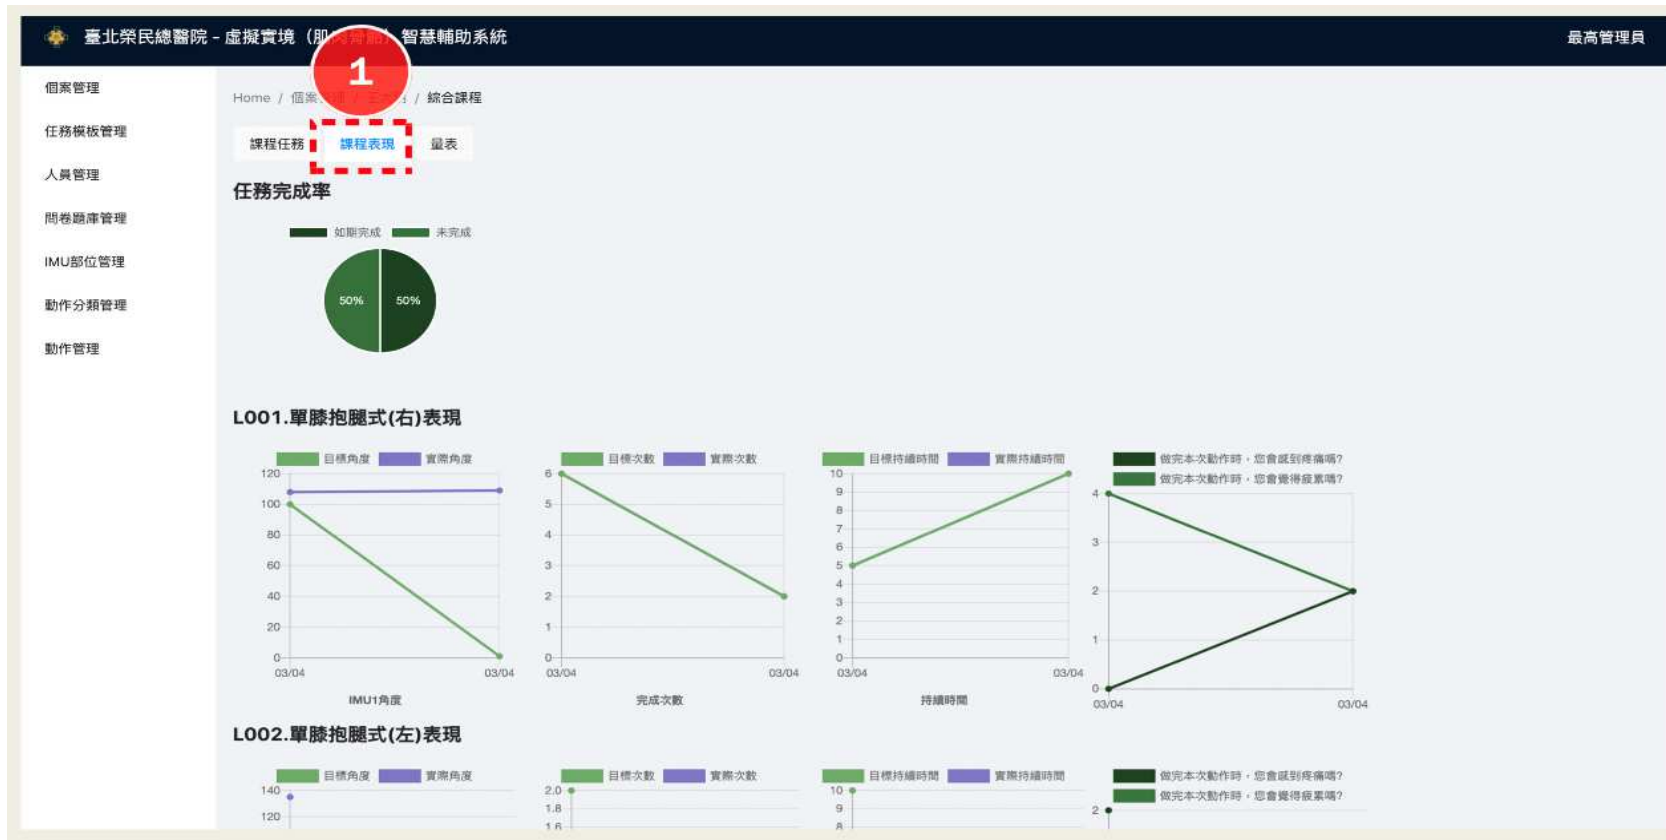 臺北榮民總醫院 - 虛擬實境（肌肉骨骼）智慧輔助系統
最高管理員
1
個案管理
任務模板管理
人員管理
問卷題庫管理
IMU部位管理
動作分類管理
動作管理
Home / 個案 / / 綜合課程
課程任務 課程表現 量表
任務完成率
如期完成 未完成
50% 50%
L001.單膝抱腿式(右)表現
目標角度 實際角度
120
100
80
60
40
20
0
03/04 03/04
IMU1角度
目標次數 實際次數
6
5
4
3
2
1
0
03/04 03/04
完成次數
目標持續時間 實際持續時間
10
9
8
7
6
5
4
3
2
1
0
03/04 03/04
持續時間
做完本次動作時，您會感到疼痛嗎?
做完本次動作時，您會覺得疲累嗎?
4
3
2
1
0
03/04 03/04
L002.單膝抱腿式(左)表現
目標角度 實際角度
140
120
目標次數 實際次數
2.0
1.8
1.6
目標持續時間 實際持續時間
10
9
8
做完本次動作時，您會感到疼痛嗎?
做完本次動作時，您會覺得疲累嗎?
2